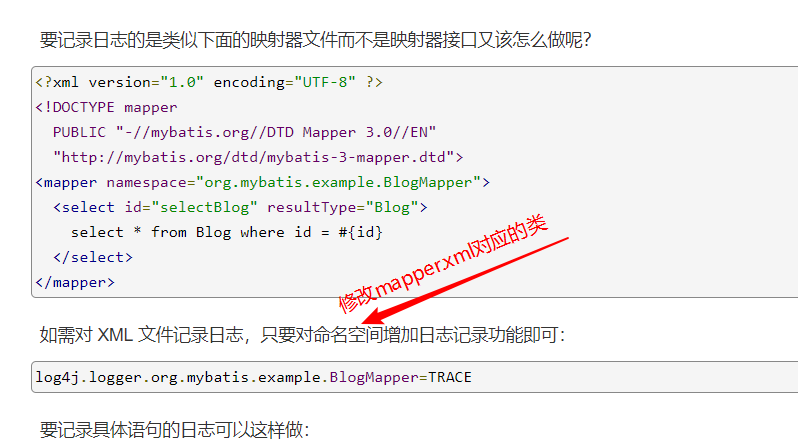 要记录日志的是类似下面的映射器文件而不是映射器接口又该怎么做呢？
<?xml version="1.0" encoding="UTF-8" ?>
<!DOCTYPE mapper
  PUBLIC "-//mybatis.org//DTD Mapper 3.0//EN"
  "http://mybatis.org/dtd/mybatis-3-mapper.dtd">
<mapper namespace="org.mybatis.example.BlogMapper">
  <select id="selectBlog" resultType="Blog">
    select * from Blog where id = #{id}
  </select>
</mapper>
修改mapperxml对应的类
如需对 XML 文件记录日志，只要对命名空间增加日志记录功能即可：
log4j.logger.org.mybatis.example.BlogMapper=TRACE
要记录具体语句的日志可以这样做：